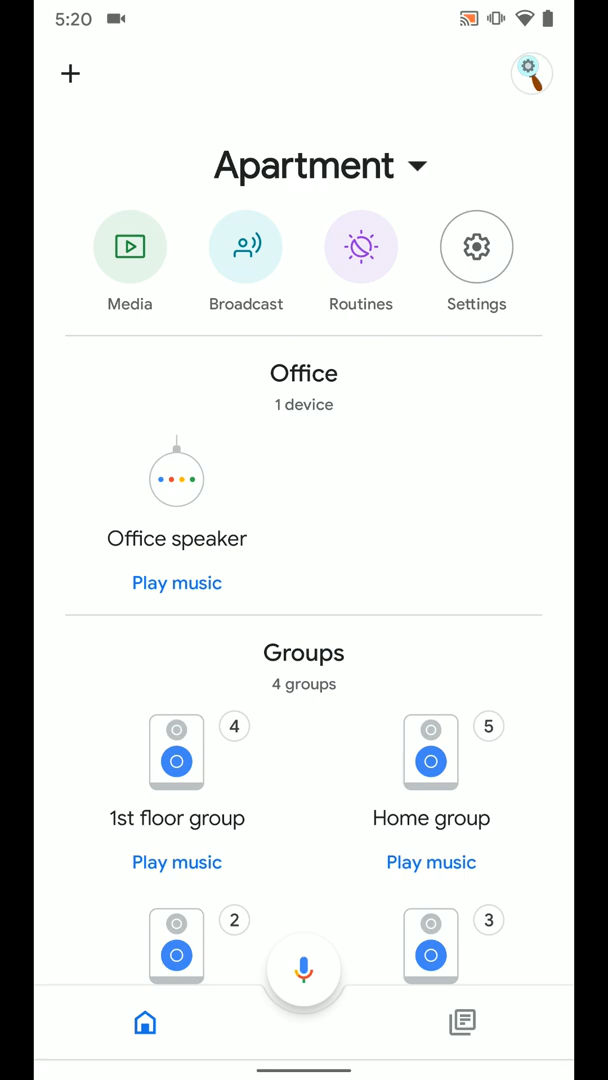 5:20
Apartment
Media Broadcast Routines Settings
Office
1 device
Office speaker
Play music
Groups
4 groups
4 5
1st floor group Home group
Play music Play music
2 3